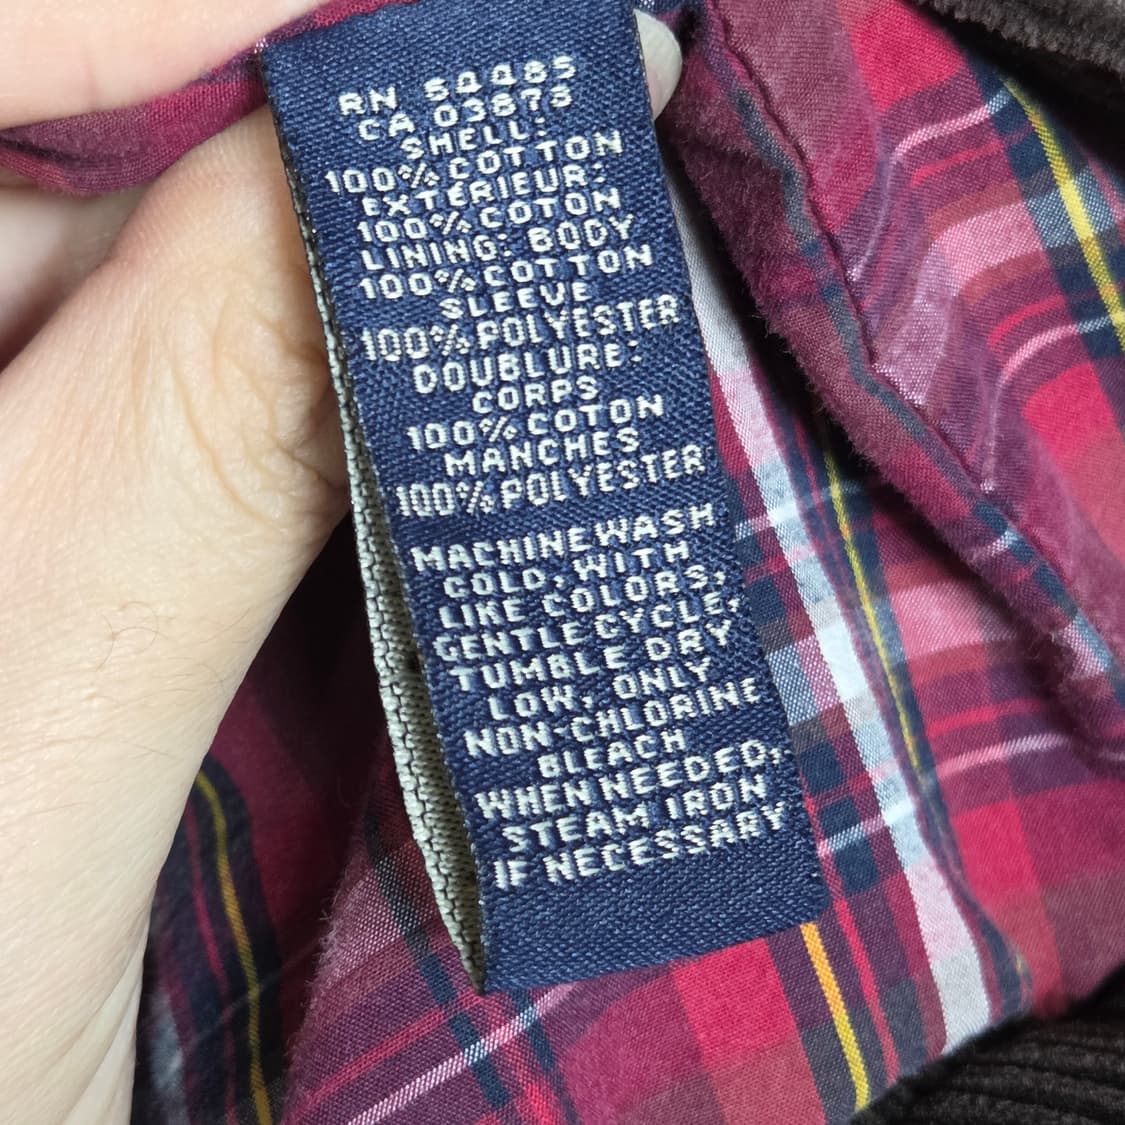 RN 54485
CA 03678
SHELL:
100% COTTON
EXTÉRIEUR:
100% COTON
LINING: BODY
100% COTTON
SLEEVE
100% POLYESTER
DOUBLURE:
CORPS
100% COTON
MANCHES
100% POLYESTER
MACHINE WASH
COLD, WITH
LIKE COLORS,
GENTLE CYCLE,
TUMBLE DRY
LOW, ONLY
NON-CHLORINE
BLEACH
WHEN NEEDED,
STEAM IRON
IF NECESSARY